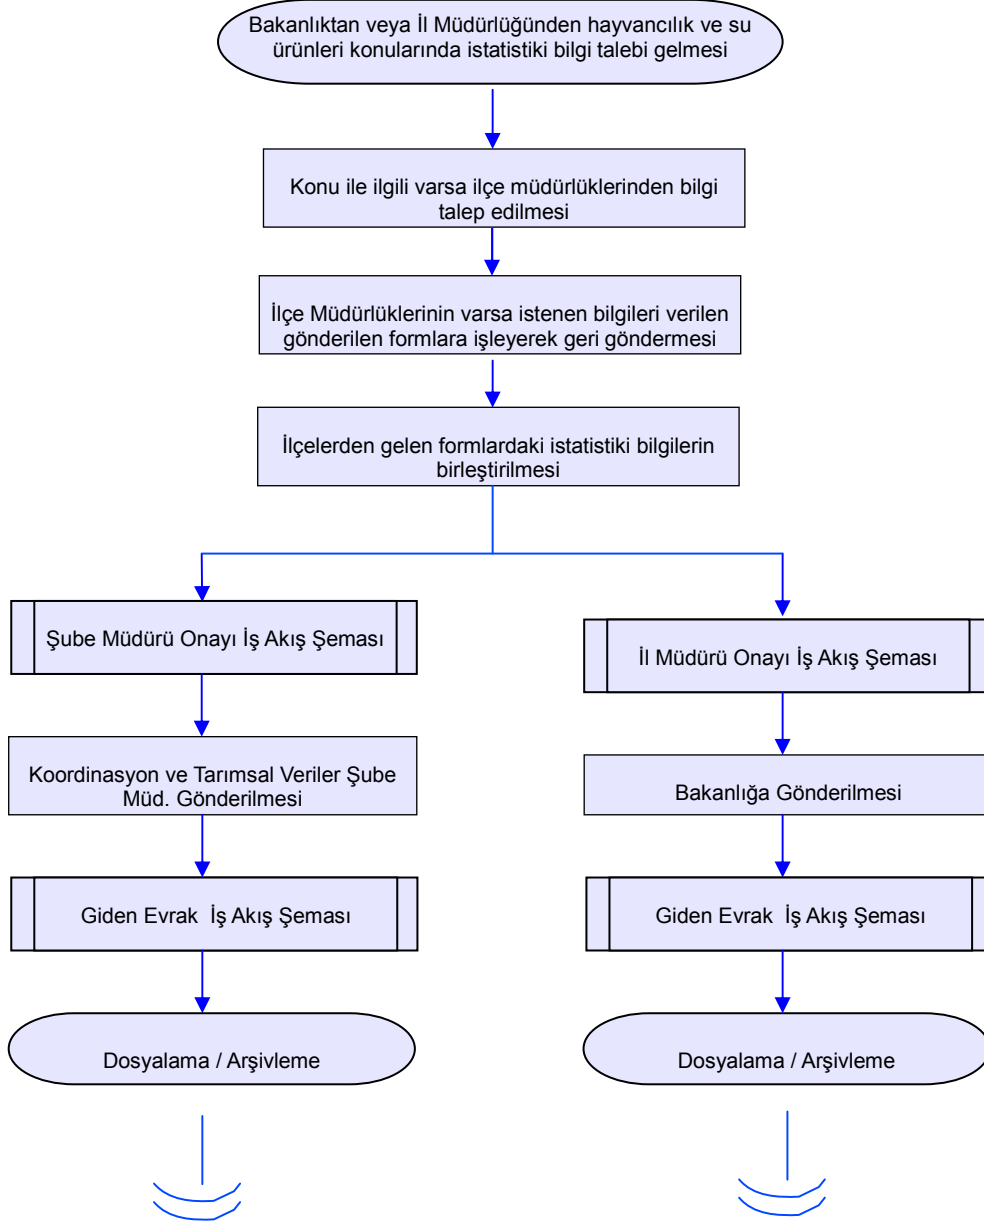 Bakanlıktan veya İl Müdürlüğünden hayvancılık ve su
ürünleri konularında istatistiki bilgi talebi gelmesi
Konu ile ilgili varsa ilçe müdürlüklerinden bilgi
talep edilmesi
İlçe Müdürlüklerinin varsa istenen bilgileri verilen
gönderilen formlara işleyerek geri göndermesi
İlçelerden gelen formlardaki istatistiki bilgilerin
birleştirilmesi
Şube Müdürü Onayı İş Akış Şeması
Koordinasyon ve Tarımsal Veriler Şube
Müd. Gönderilmesi
Giden Evrak İş Akış Şeması
Dosyalama / Arşivleme
İl Müdürü Onayı İş Akış Şeması
Bakanlığa Gönderilmesi
Giden Evrak İş Akış Şeması
Dosyalama / Arşivleme